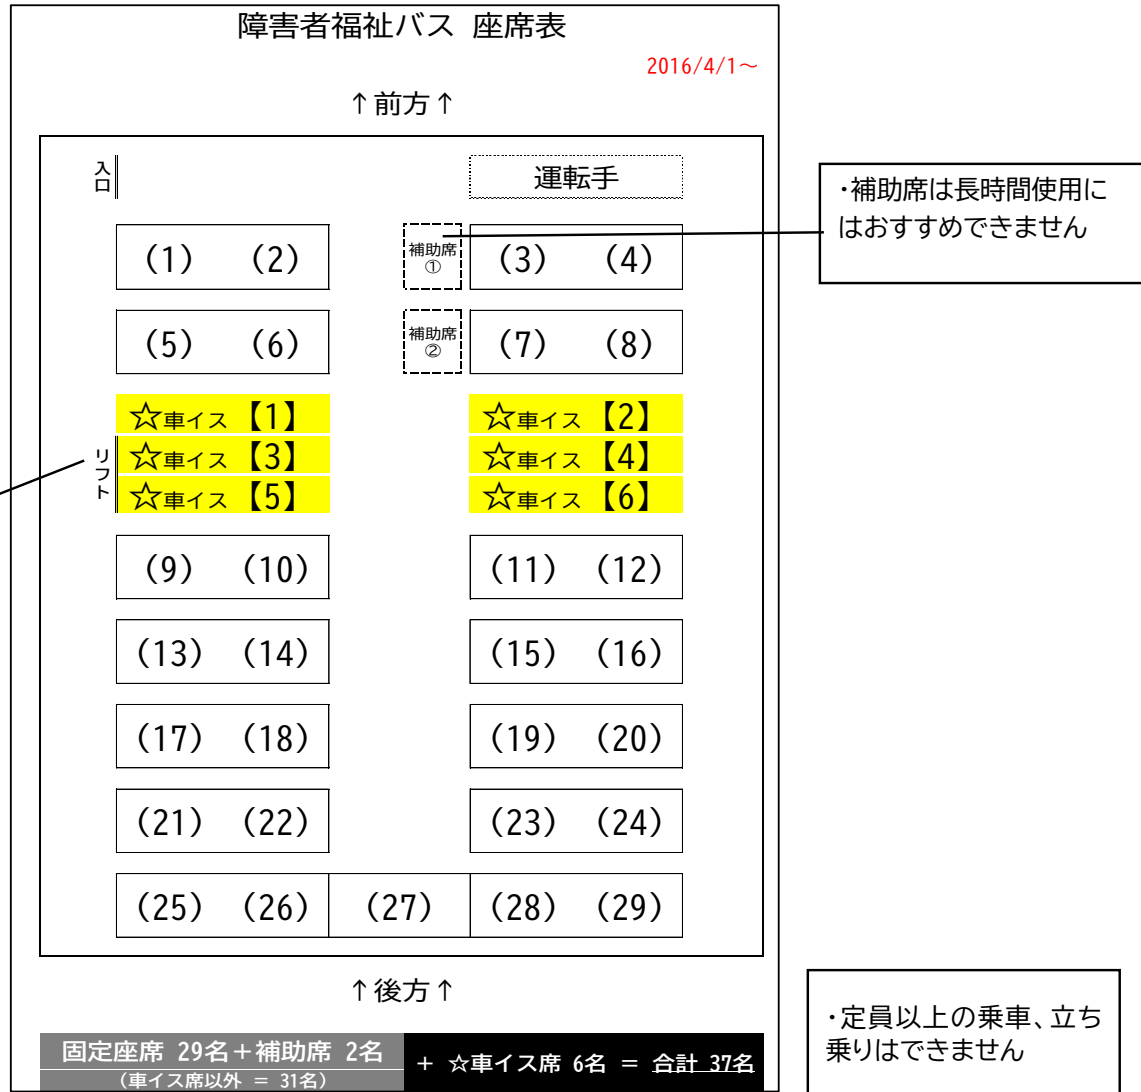 障害者福祉バス 座席表
2016/4/1～
↑前方↑
入口
運転手
・補助席は長時間使用に
はおすすめできません
(1) (2) 補助席① (3) (4)
(5) (6) 補助席② (7) (8)
☆車イス【1】 ☆車イス【2】
リフト
☆車イス【3】 ☆車イス【4】
☆車イス【5】 ☆車イス【6】
(9) (10) (11) (12)
(13) (14) (15) (16)
(17) (18) (19) (20)
(21) (22) (23) (24)
(25) (26) (27) (28) (29)
↑後方↑
・定員以上の乗車、立ち
乗りはできません
固定座席 29名＋補助席 2名
(車イス席以外 = 31名)
+ ☆車イス席 6名 = 合計 37名